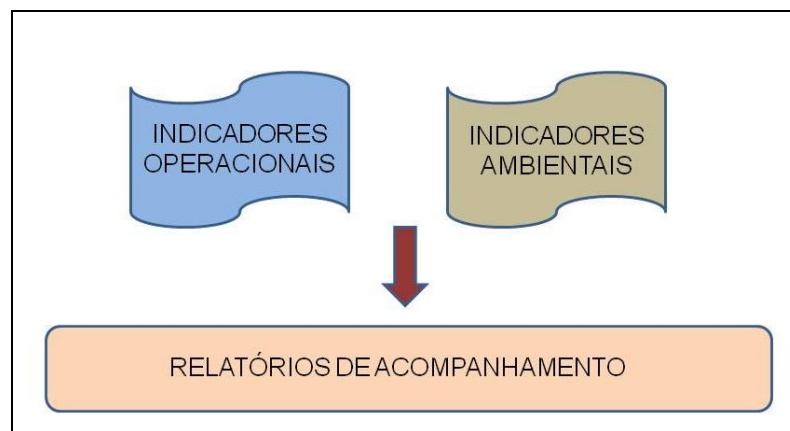 INDICADORES
OPERACIONAIS
INDICADORES
AMBIENTAIS
RELATÓRIOS DE ACOMPANHAMENTO